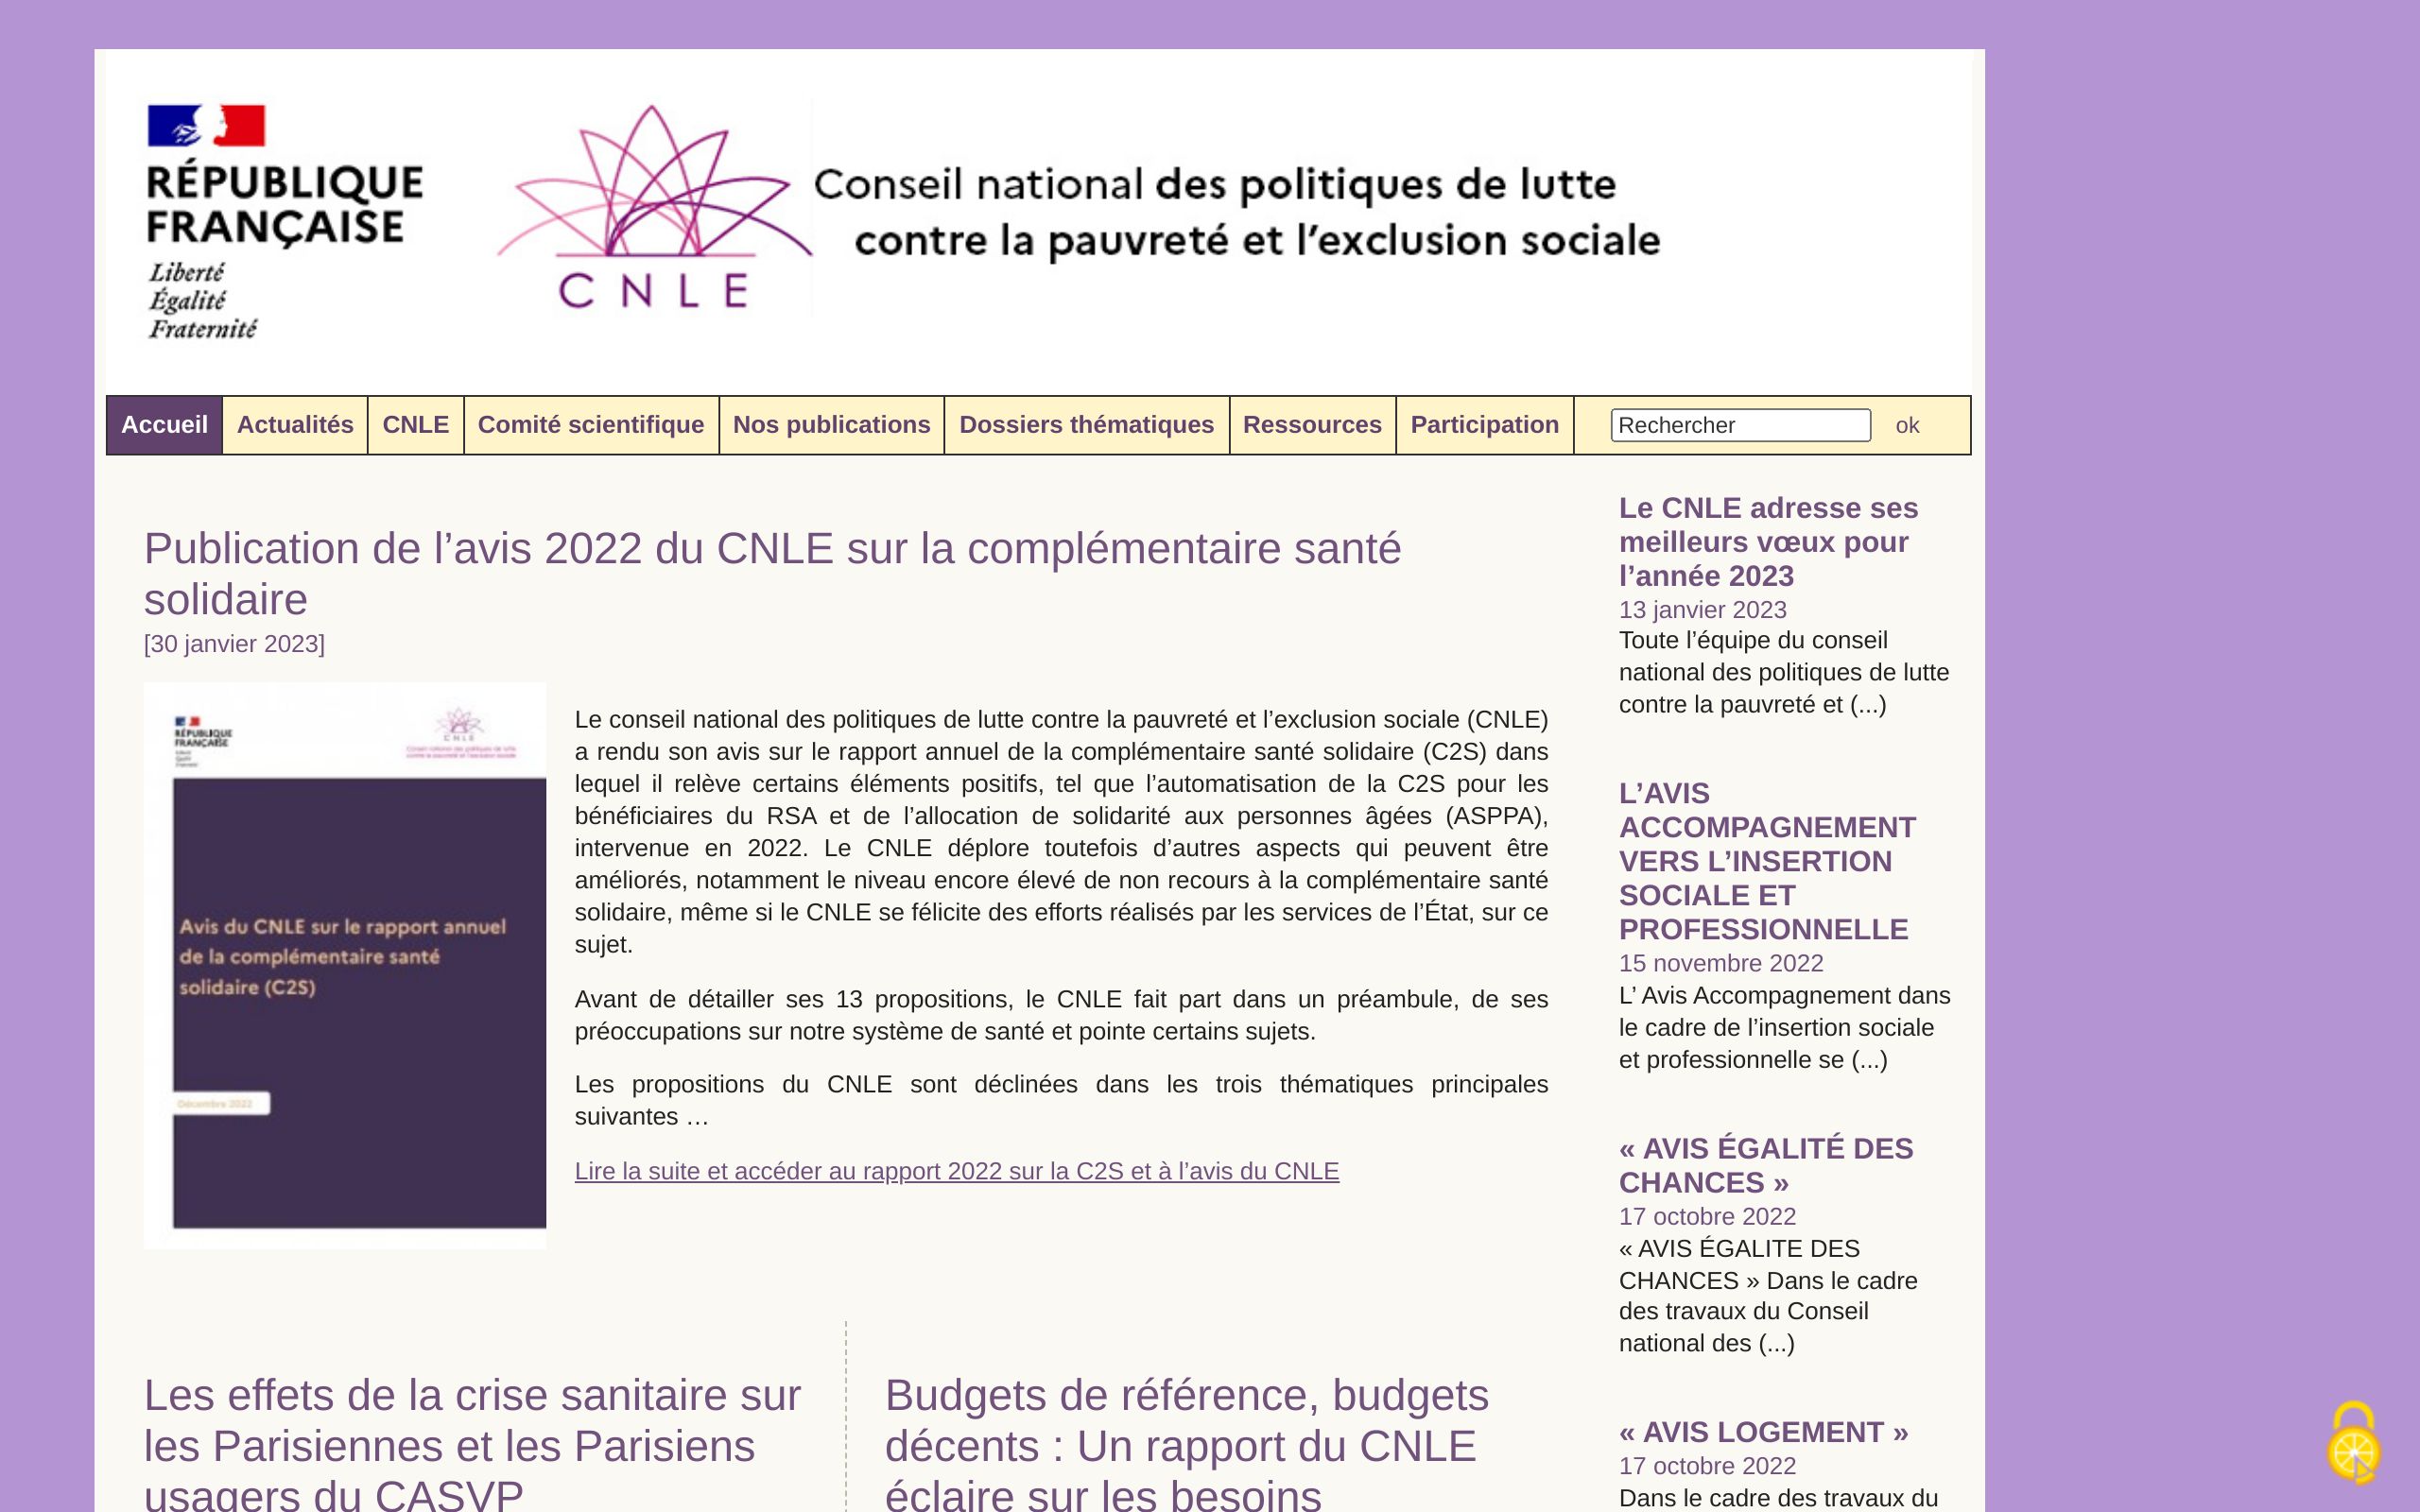 RÉPUBLIQUE
FRANÇAISE
Liberté
Égalité
Fraternité
CNLE
Conseil national des politiques de lutte
contre la pauvreté et l’exclusion sociale
Accueil
Actualités
CNLE
Comité scientifique
Nos publications
Dossiers thématiques
Ressources
Participation
Rechercher
ok
Publication de l’avis 2022 du CNLE sur la complémentaire santé
solidaire
[30 janvier 2023]
RÉPUBLIQUE
FRANÇAISE
CNLE
Avis du CNLE sur le rapport annuel
de la complémentaire santé
solidaire (C2S)
Décembre 2022
Le conseil national des politiques de lutte contre la pauvreté et l’exclusion sociale (CNLE)
a rendu son avis sur le rapport annuel de la complémentaire santé solidaire (C2S) dans
lequel il relève certains éléments positifs, tel que l’automatisation de la C2S pour les
bénéficiaires du RSA et de l’allocation de solidarité aux personnes âgées (ASPPA),
intervenue en 2022. Le CNLE déplore toutefois d’autres aspects qui peuvent être
améliorés, notamment le niveau encore élevé de non recours à la complémentaire santé
solidaire, même si le CNLE se félicite des efforts réalisés par les services de l’État, sur ce
sujet.
Avant de détailler ses 13 propositions, le CNLE fait part dans un préambule, de ses
préoccupations sur notre système de santé et pointe certains sujets.
Les propositions du CNLE sont déclinées dans les trois thématiques principales
suivantes …
Lire la suite et accéder au rapport 2022 sur la C2S et à l’avis du CNLE
Les effets de la crise sanitaire sur
les Parisiennes et les Parisiens
usagers du CASVP
Budgets de référence, budgets
décents : Un rapport du CNLE
éclaire sur les besoins
Le CNLE adresse ses
meilleurs vœux pour
l’année 2023
13 janvier 2023
Toute l’équipe du conseil
national des politiques de lutte
contre la pauvreté et (...)
L’AVIS
ACCOMPAGNEMENT
VERS L’INSERTION
SOCIALE ET
PROFESSIONNELLE
15 novembre 2022
L’ Avis Accompagnement dans
le cadre de l’insertion sociale
et professionnelle se (...)
« AVIS ÉGALITÉ DES
CHANCES »
17 octobre 2022
« AVIS ÉGALITE DES
CHANCES » Dans le cadre
des travaux du Conseil
national des (...)
« AVIS LOGEMENT »
17 octobre 2022
Dans le cadre des travaux du